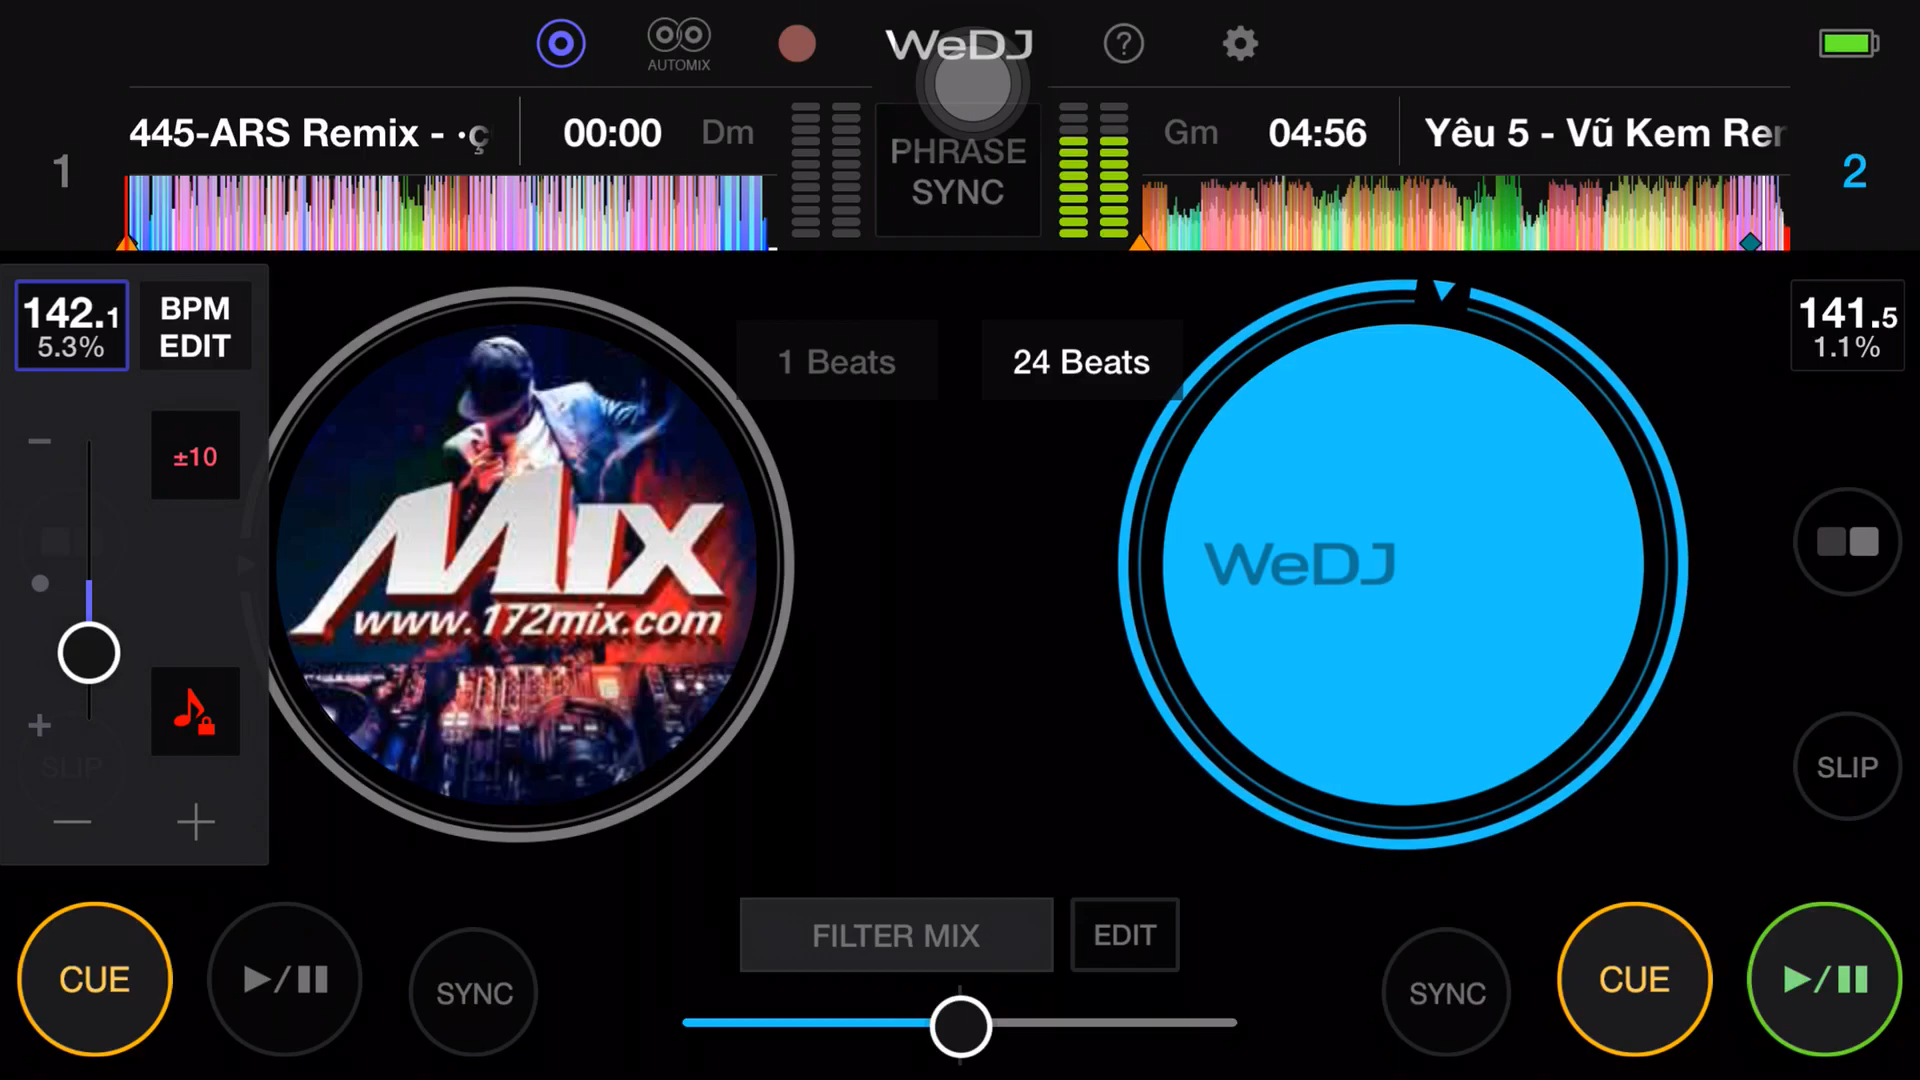 AUTOMIX
WeDJ
?
1
445-ARS Remix - ·ç
00:00
Dm
PHRASE
SYNC
Gm
04:56
Yêu 5 - Vũ Kem Rer
2
142.1
5.3%
BPM
EDIT
1 Beats
24 Beats
141.5
1.1%
±10
MIX
www.172mix.com
WeDJ
SLIP
SLIP
FILTER MIX
EDIT
CUE
SYNC
SYNC
CUE